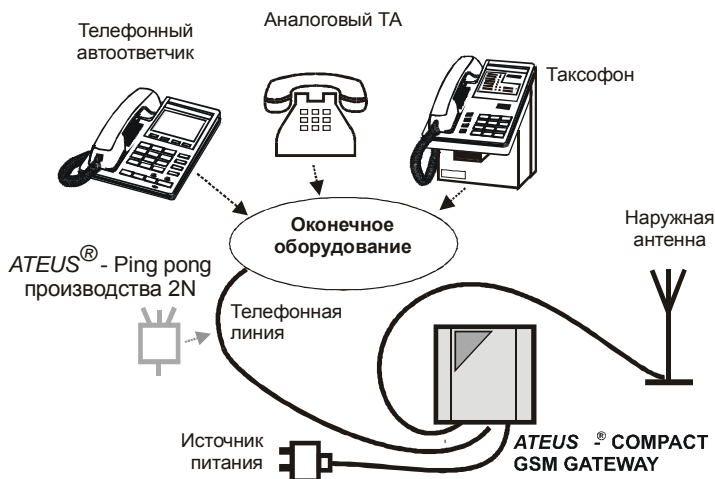 Телефонный
автоответчик
Аналоговый ТА
Таксофон
Оконечное
оборудование
Наружная
антенна
ATEUS® - Ping pong
производства 2N
Телефонная
линия
Источник
питания
ATEUS -® COMPACT
GSM GATEWAY